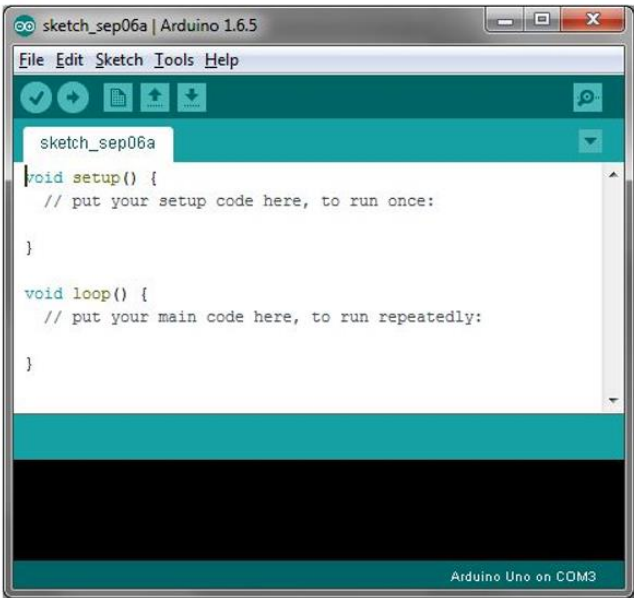 sketch_sep06a | Arduino 1.6.5
File Edit Sketch Tools Help
sketch_sep06a
void setup() {
  // put your setup code here, to run once:
}
void loop() {
  // put your main code here, to run repeatedly:
}
Arduino Uno on COM3